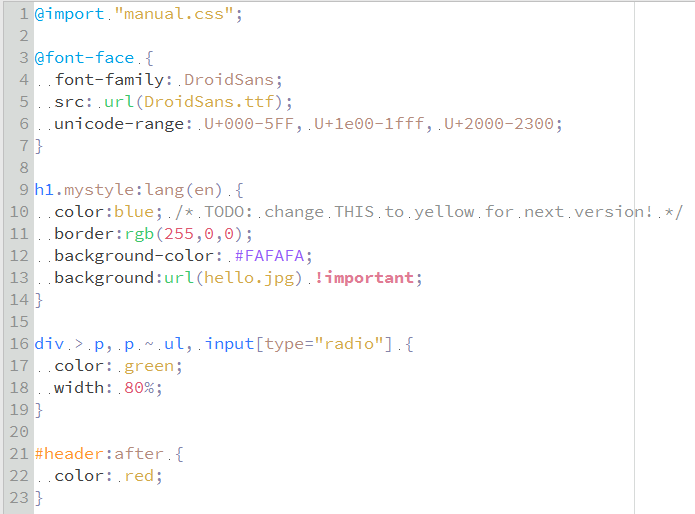 1 @import "manual.css";
2
3 @font-face {
4   font-family: DroidSans;
5   src: url(DroidSans.ttf);
6   unicode-range: U+000-5FF, U+1e00-1fff, U+2000-2300;
7 }
8
9 h1.mystyle:lang(en) {
10   color:blue; /* TODO: change THIS to yellow for next version! */
11   border:rgb(255,0,0);
12   background-color: #FAFAFA;
13   background:url(hello.jpg) !important;
14 }
15
16 div > p, p ~ ul, input[type="radio"] {
17   color: green;
18   width: 80%;
19 }
20
21 #header:after {
22   color: red;
23 }